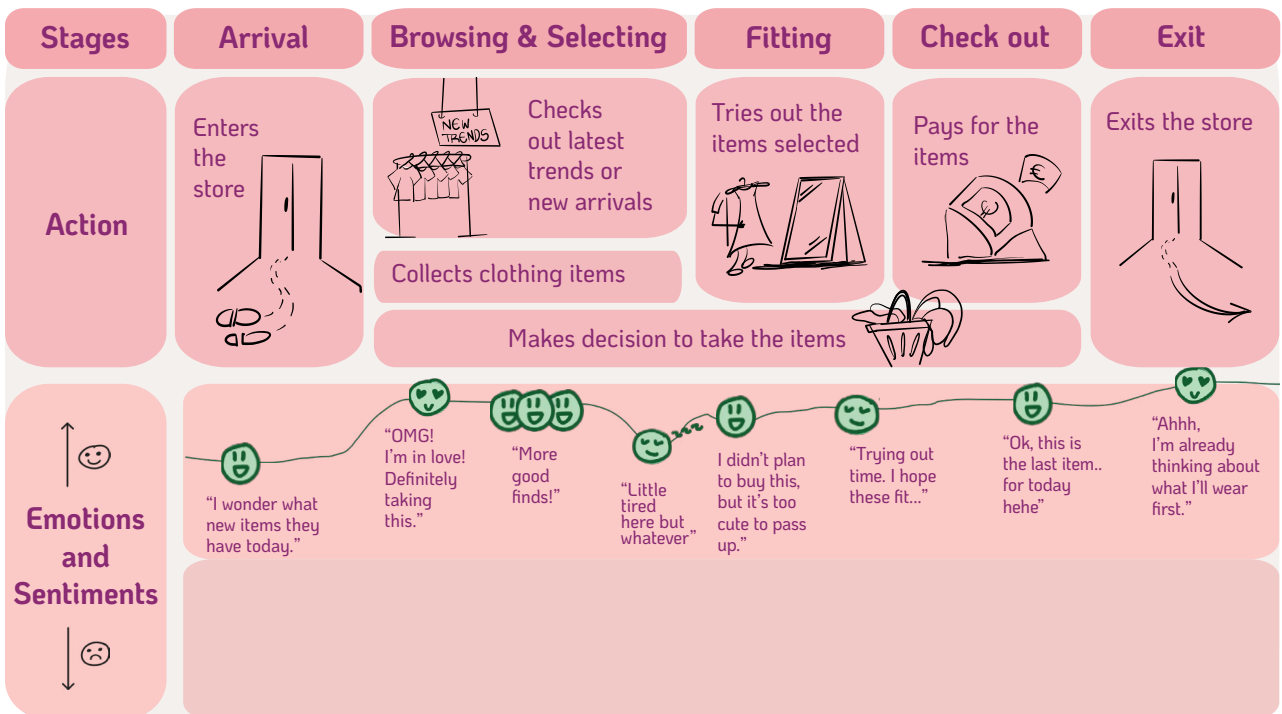 Stages
Arrival
Browsing & Selecting
Fitting
Check out
Exit
Action
Enters
the
store
NEW
TRENDS
Checks
out latest
trends or
new arrivals
Collects clothing items
Tries out the
items selected
Pays for the
items
€
€
Exits the store
Makes decision to take the items
Emotions
and
Sentiments
“I wonder what
new items they
have today.”
“OMG!
I’m in love!
Definitely
taking
this.”
“More
good
finds!”
“Little
tired
here but
whatever”
zzz
I didn’t plan
to buy this,
but it’s too
cute to pass
up.”
“Trying out
time. I hope
these fit...”
“Ok, this is
the last item..
for today
hehe”
“Ahhh,
I’m already
thinking about
what I’ll wear
first.”